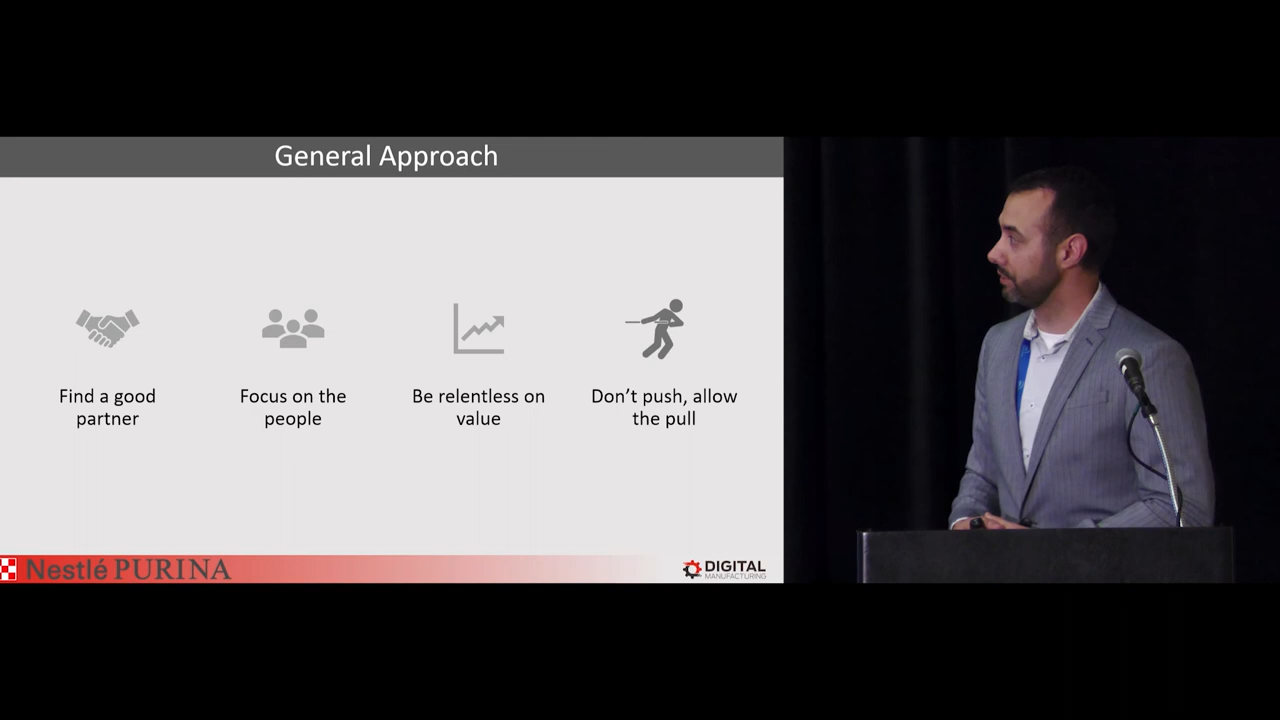 General Approach
Find a good
partner
Focus on the
people
Be relentless on
value
Don't push, allow
the pull
Nestlé PURINA
DIGITAL
MANUFACTURING